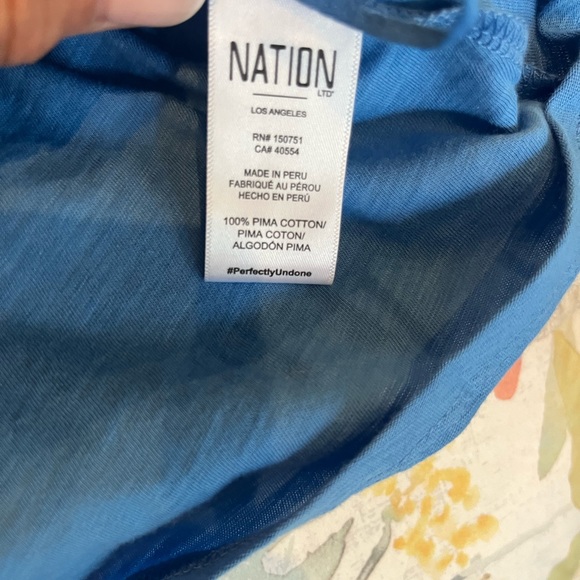 NATION
LTD
LOS ANGELES
RN# 150751
CA# 40554
MADE IN PERU
FABRIQUÉ AU PÉROU
HECHO EN PERÚ
100% PIMA COTTON/
PIMA COTON/
ALGODÓN PIMA
#PerfectlyUndone